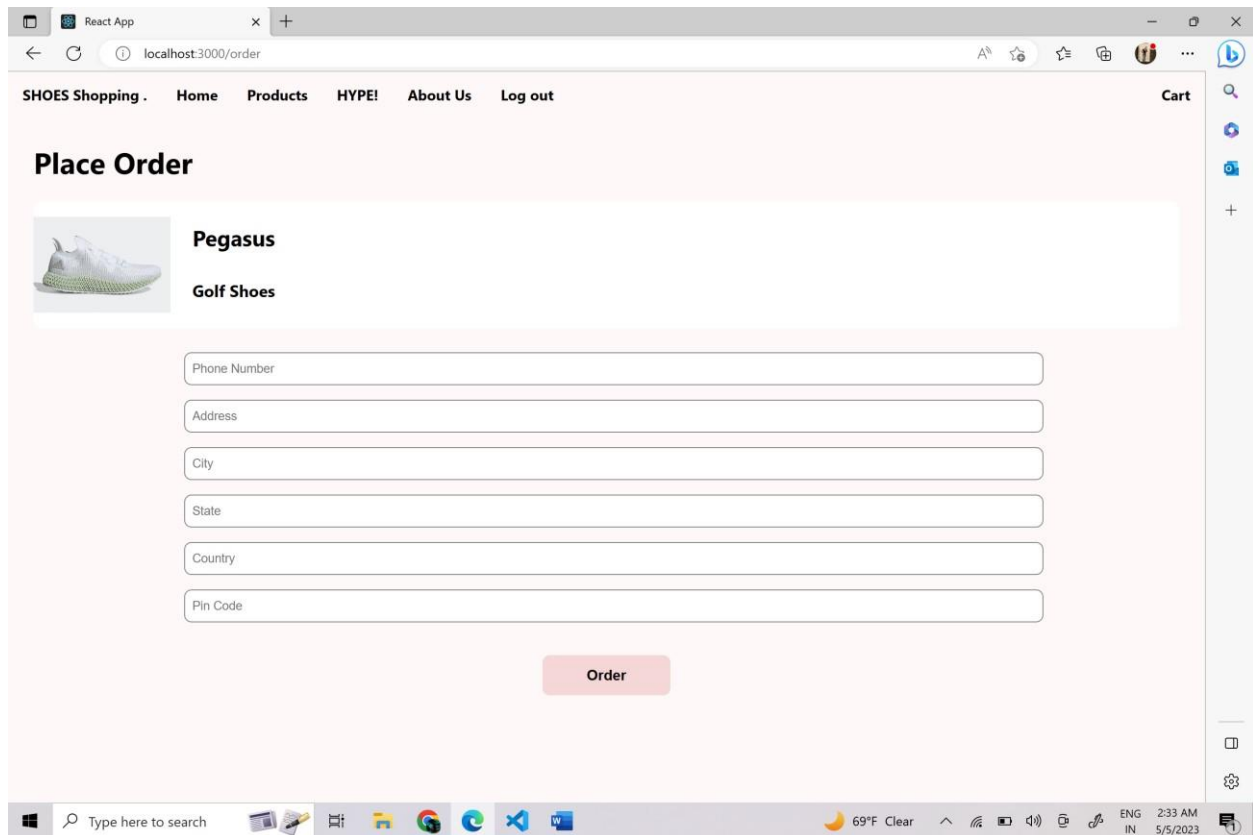 React App
localhost:3000/order
SHOES Shopping . Home Products HYPE! About Us Log out Cart
Place Order
Pegasus
Golf Shoes
Phone Number
Address
City
State
Country
Pin Code
Order
Type here to search
69°F Clear
ENG
IN
2:33 AM
5/5/2023
1